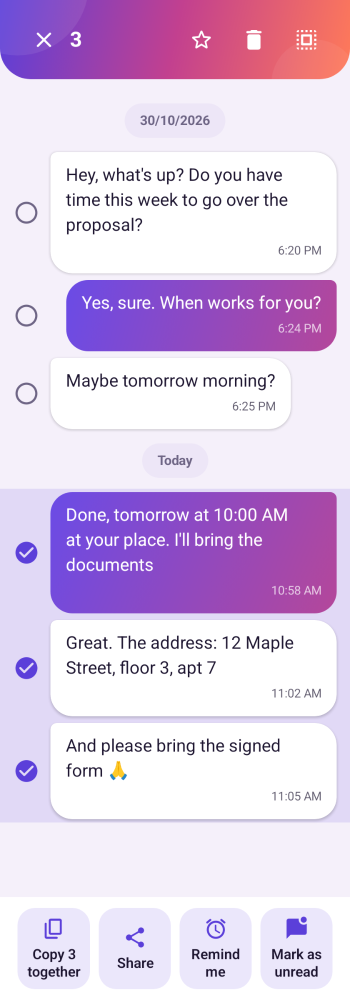 3
30/10/2026
Hey, what's up? Do you have
time this week to go over the
proposal?
6:20 PM
Yes, sure. When works for you?
6:24 PM
Maybe tomorrow morning?
6:25 PM
Today
Done, tomorrow at 10:00 AM
at your place. I'll bring the
documents
10:58 AM
Great. The address: 12 Maple
Street, floor 3, apt 7
11:02 AM
And please bring the signed
form 🙏
11:05 AM
Copy 3
together
Share
Remind
me
Mark as
unread